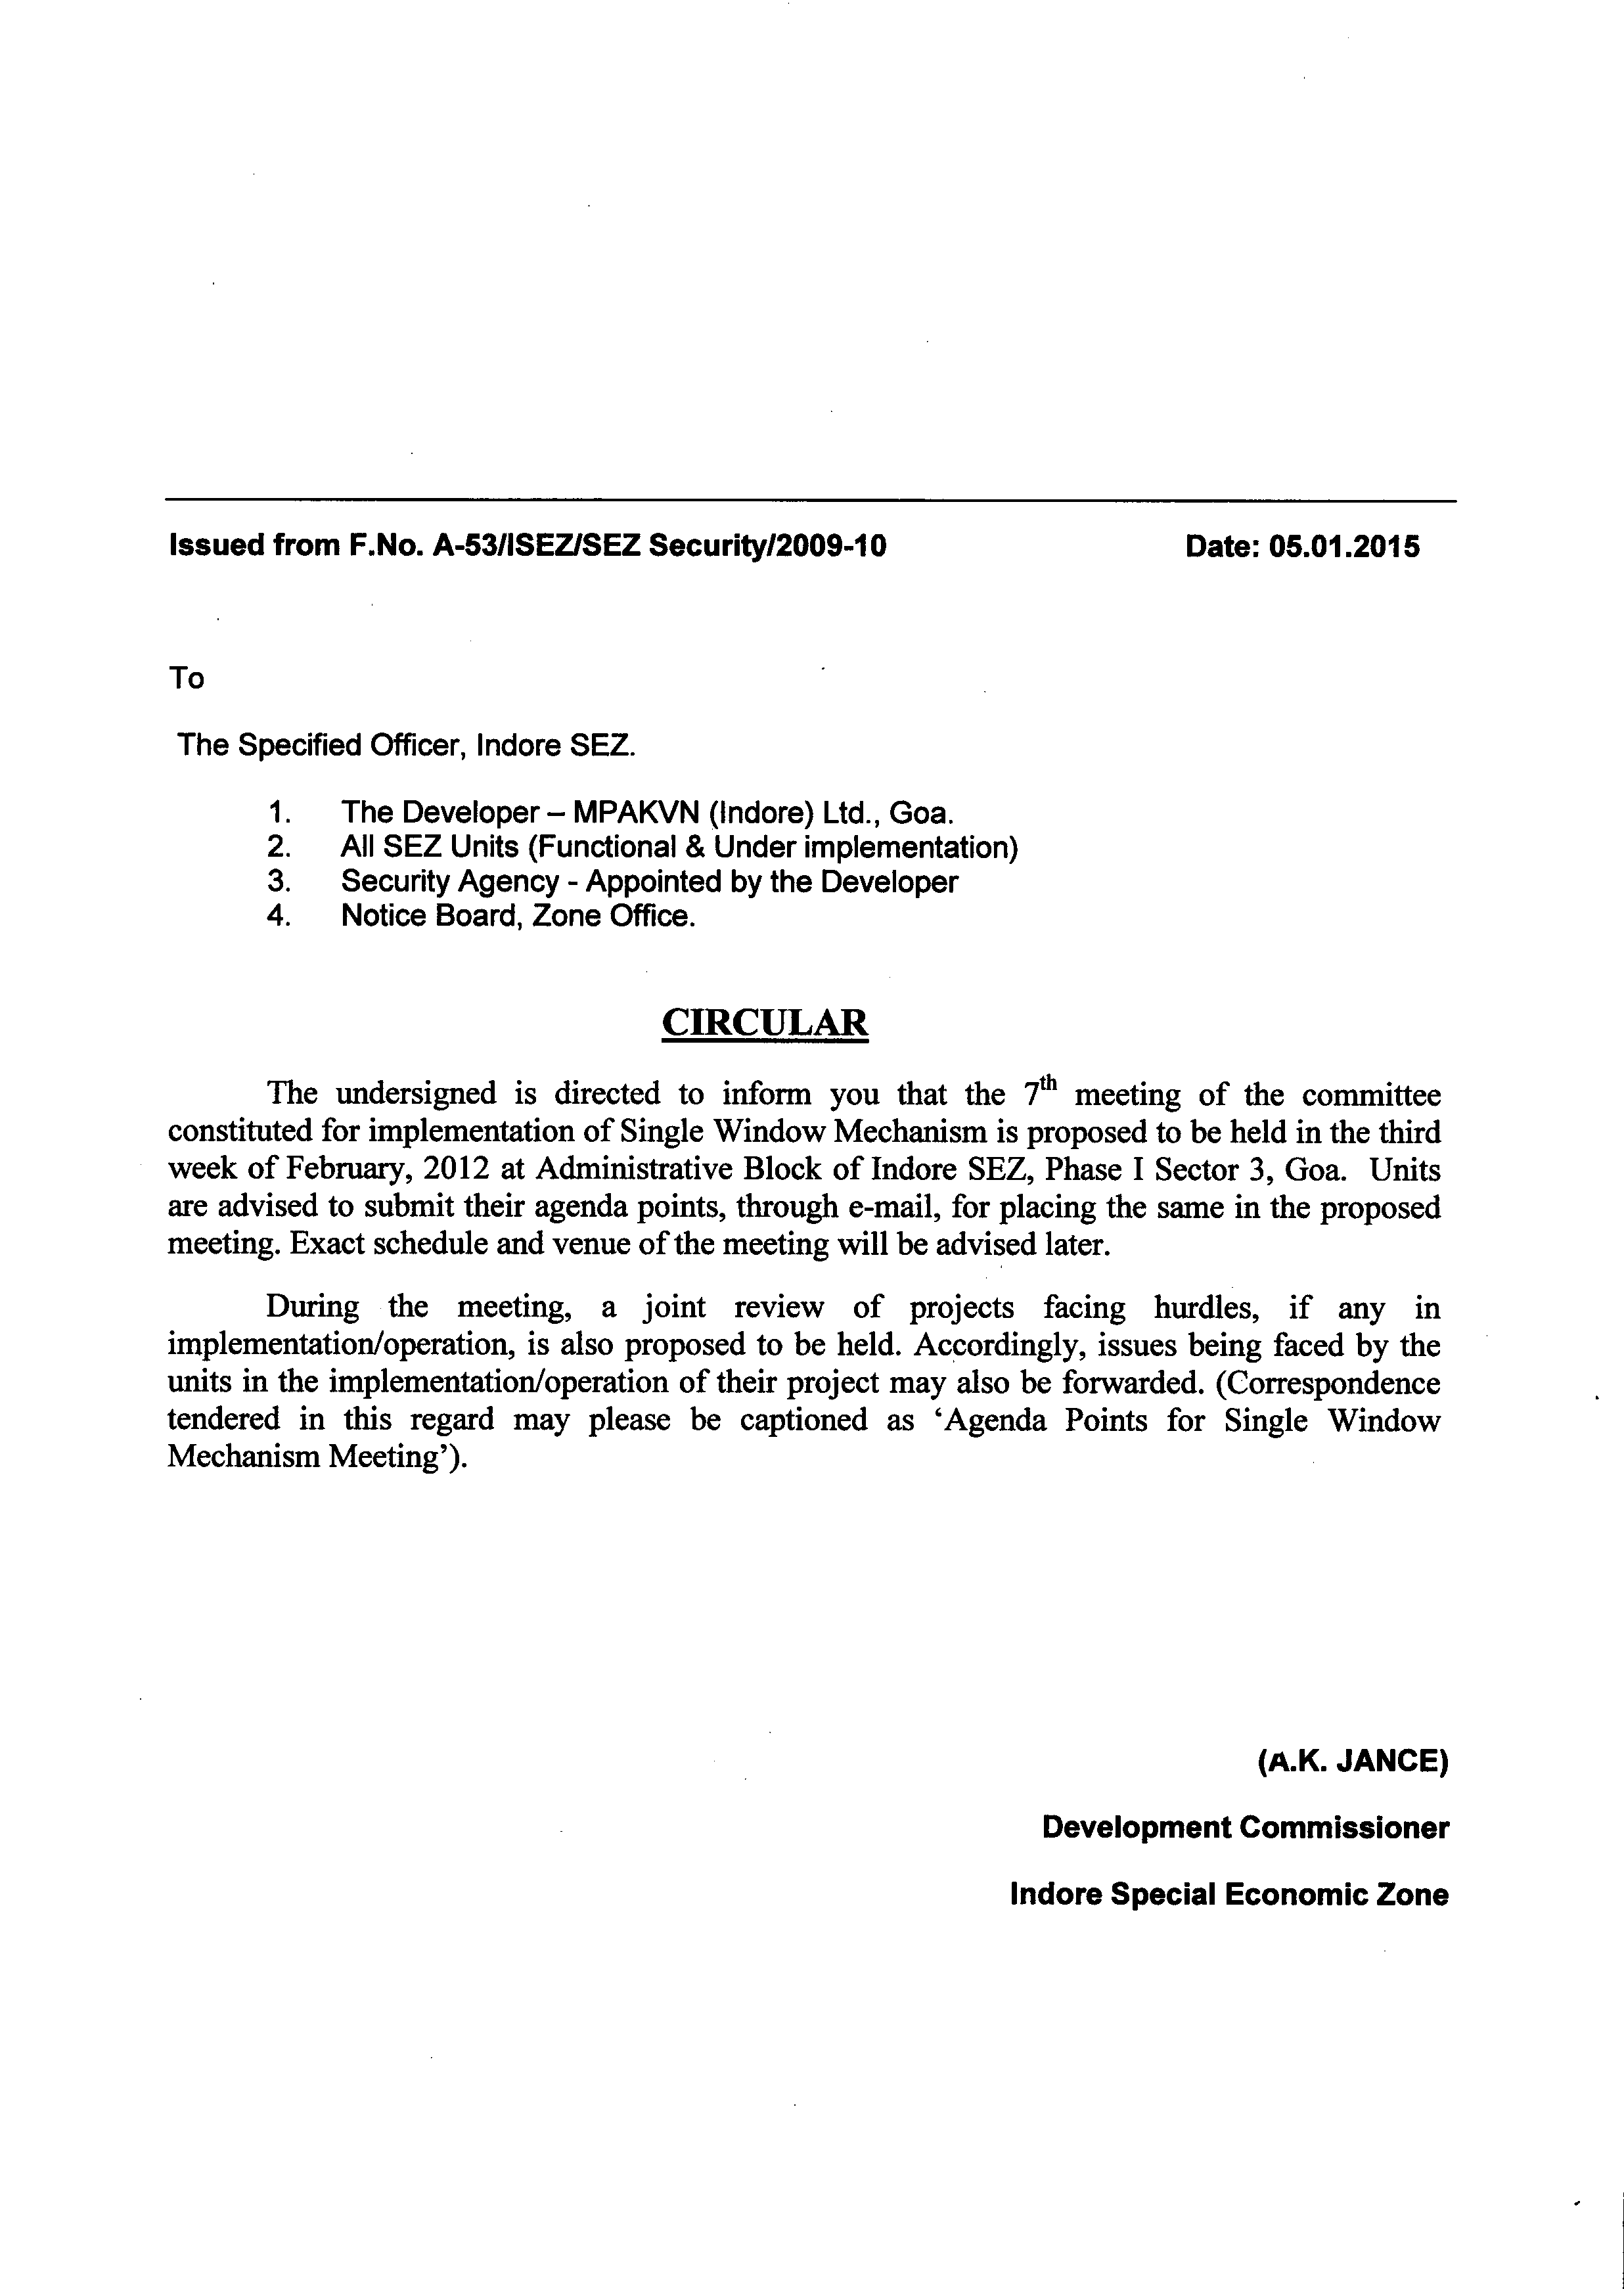 Issued from F.No. A-53/ISEZ/SEZ Security/2009-10 Date: 05.01.2015
To
The Specified Officer, Indore SEZ.
1. The Developer – MPAKVN (Indore) Ltd., Goa.
2. All SEZ Units (Functional & Under implementation)
3. Security Agency - Appointed by the Developer
4. Notice Board, Zone Office.
CIRCULAR
The undersigned is directed to inform you that the 7th meeting of the committee
constituted for implementation of Single Window Mechanism is proposed to be held in the third
week of February, 2012 at Administrative Block of Indore SEZ, Phase I Sector 3, Goa. Units
are advised to submit their agenda points, through e-mail, for placing the same in the proposed
meeting. Exact schedule and venue of the meeting will be advised later.
During the meeting, a joint review of projects facing hurdles, if any in
implementation/operation, is also proposed to be held. Accordingly, issues being faced by the
units in the implementation/operation of their project may also be forwarded. (Correspondence
tendered in this regard may please be captioned as ‘Agenda Points for Single Window
Mechanism Meeting’).
(A.K. JANCE)
Development Commissioner
Indore Special Economic Zone